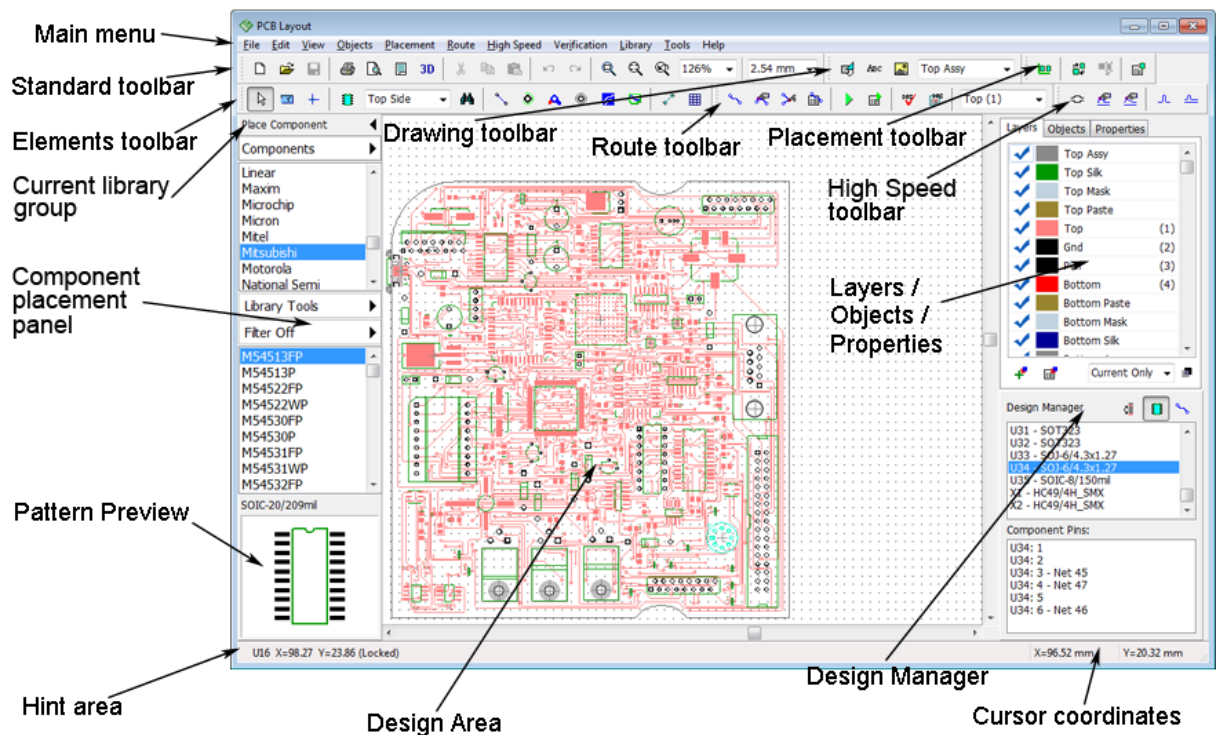 PCB Layout
Main menu
File Edit View Objects Placement Route High Speed Verification Library Tools Help
Standard toolbar
3D 126% 2.54 mm ABC Top Assy
Elements toolbar
Top Side Top (1)
Drawing toolbar
Route toolbar
Placement toolbar
High Speed
toolbar
Current library
group
Place Component
Components
Linear
Maxim
Microchip
Micron
Mitel
Mitsubishi
Motorola
National Semi
Component
placement
panel
Library Tools
Filter Off
M54513FP
M54513P
M54522FP
M54522WP
M54530FP
M54530P
M54531FP
M54531WP
M54532FP
Pattern Preview
SOIC-20/209ml
Layers Objects Properties
Top Assy
Top Silk
Top Mask
Top Paste
Top (1)
Gnd (2)
(3)
Bottom (4)
Bottom Paste
Bottom Mask
Bottom Silk
Layers /
Objects /
Properties
Current Only
Design Manager
U31 - SOT323
U32 - SOT323
U33 - SOJ-6/4.3x1.27
U34 - SOJ-6/4.3x1.27
U35 - SOIC-8/150ml
X1 - HC49/4H_SMX
X2 - HC49/4H_SMX
Component Pins:
U34: 1
U34: 2
U34: 3 - Net 45
U34: 4 - Net 47
U34: 5
U34: 6 - Net 46
U16 X=98.27 Y=23.86 (Locked)
X=96.52 mm Y=20.32 mm
Hint area
Design Area
Design Manager
Cursor coordinates